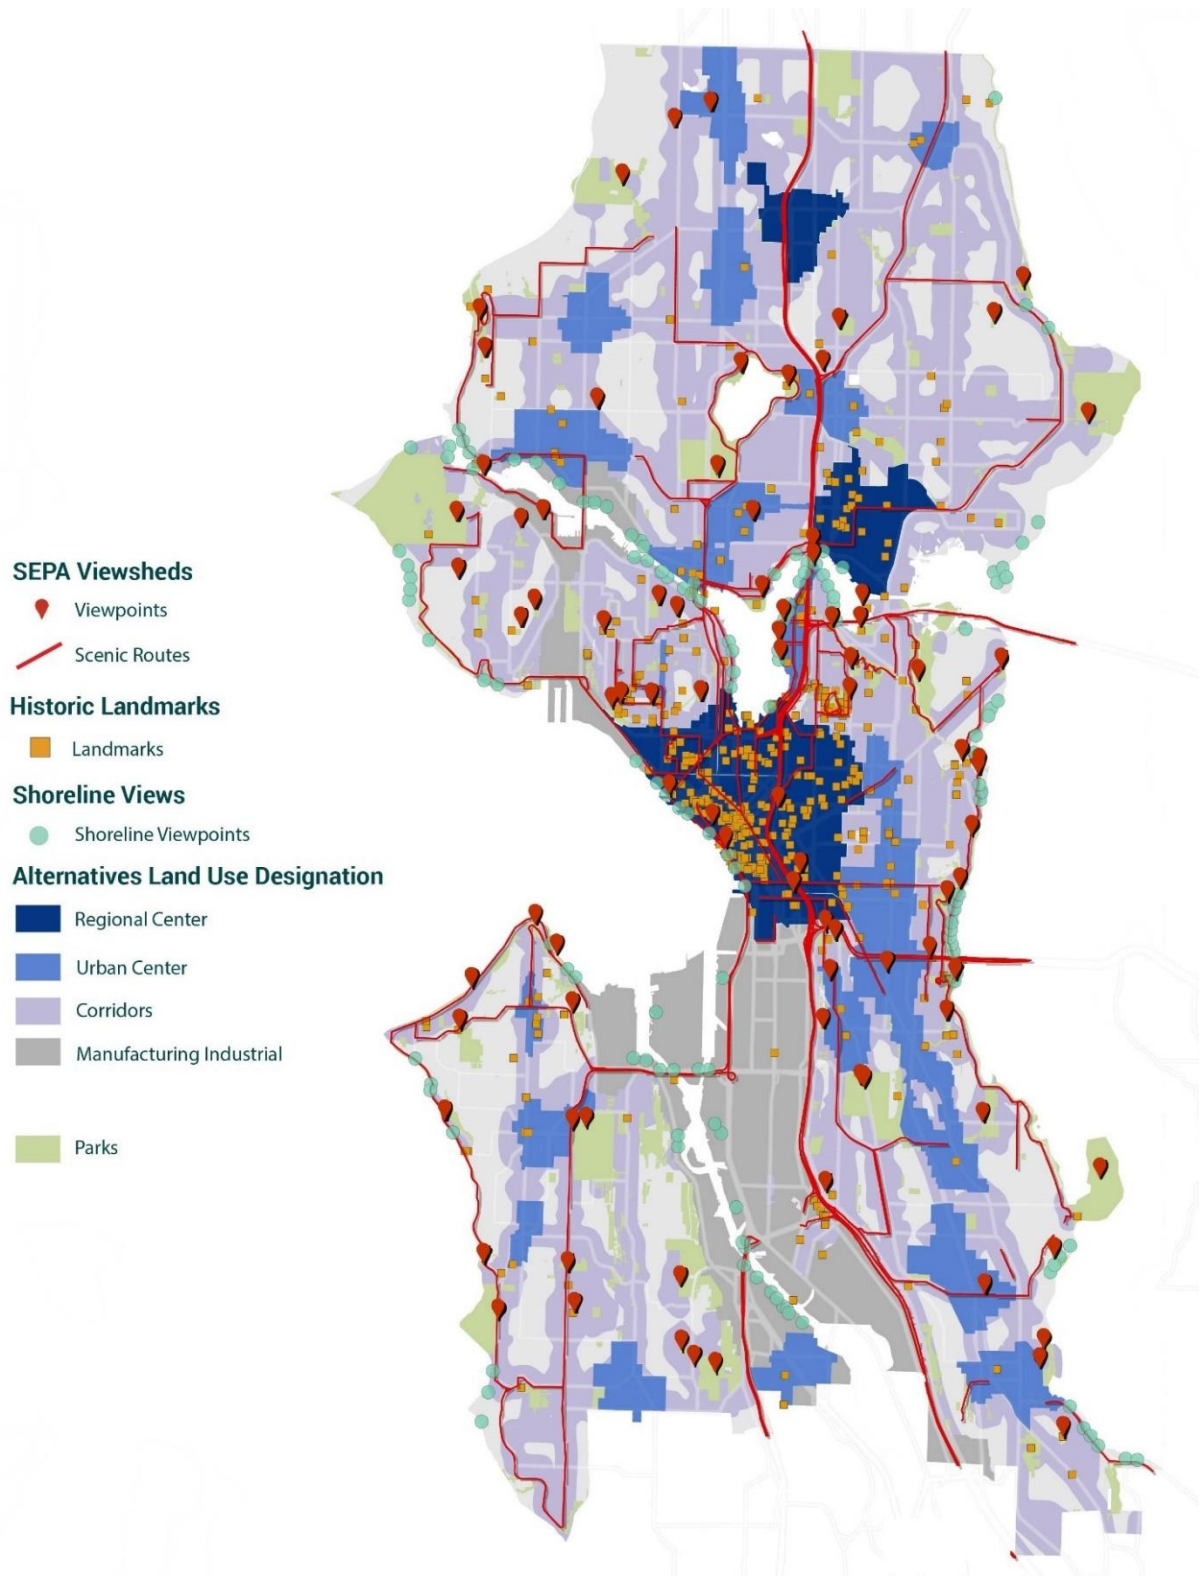 SEPA Viewsheds
Viewpoints
Scenic Routes
Historic Landmarks
Landmarks
Shoreline Views
Shoreline Viewpoints
Alternatives Land Use Designation
Regional Center
Urban Center
Corridors
Manufacturing Industrial
Parks